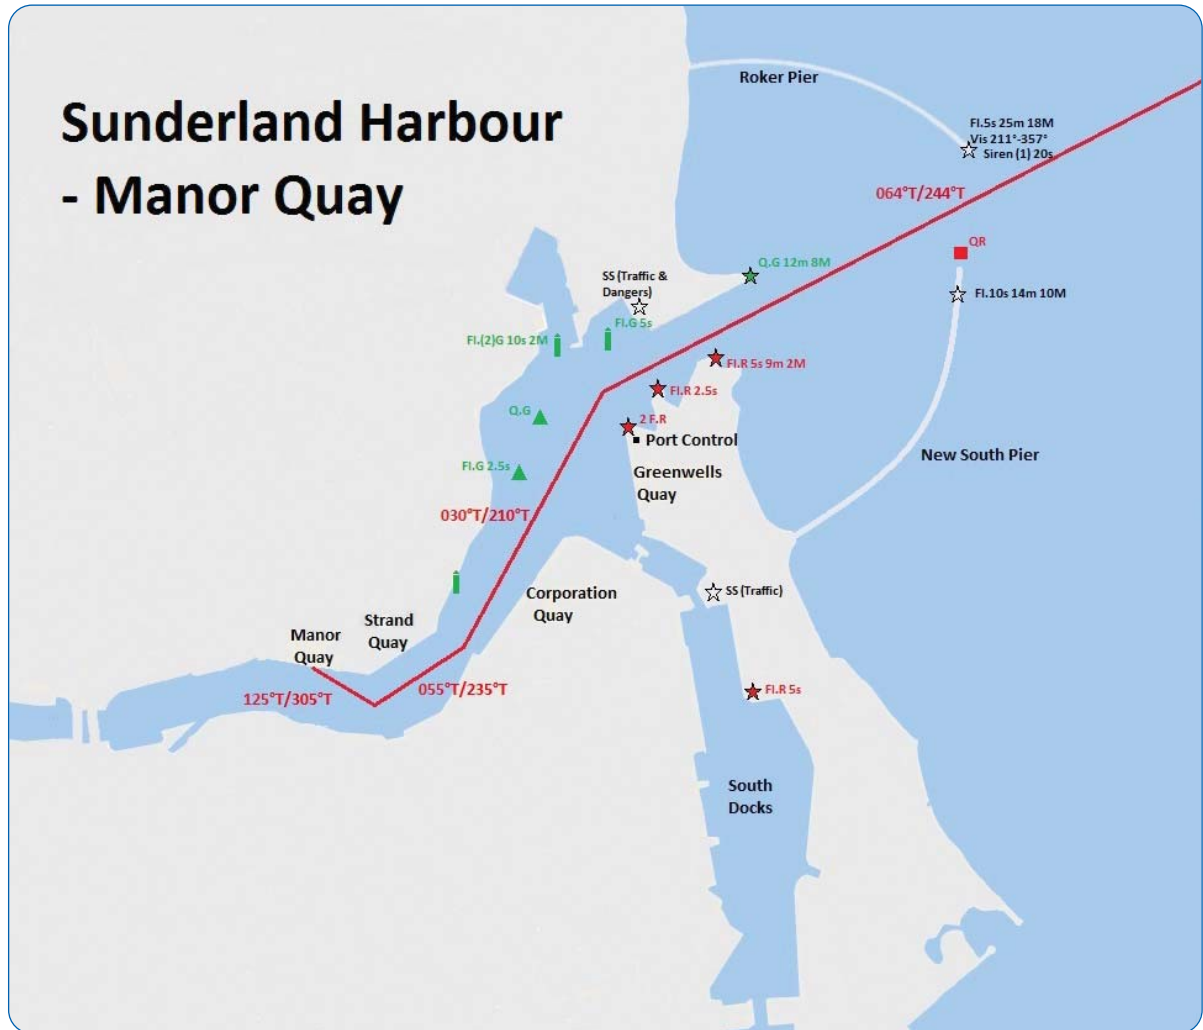 Sunderland Harbour
- Manor Quay
Roker Pier
Fl.5s 25m 18M
Vis 211°-357°
Siren (1) 20s
064°T/244°T
QR
Q.G 12m 8M
SS (Traffic &
Dangers)
Fl.10s 14m 10M
Fl.G 5s
Fl.(2)G 10s 2M
Fl.R 5s 9m 2M
Fl.R 2.5s
Q.G
2 F.R
Port Control
New South Pier
Fl.G 2.5s
Greenwells
Quay
030°T/210°T
SS (Traffic)
Corporation
Quay
Strand
Quay
Manor
Quay
055°T/235°T
125°T/305°T
Fl.R 5s
South
Docks